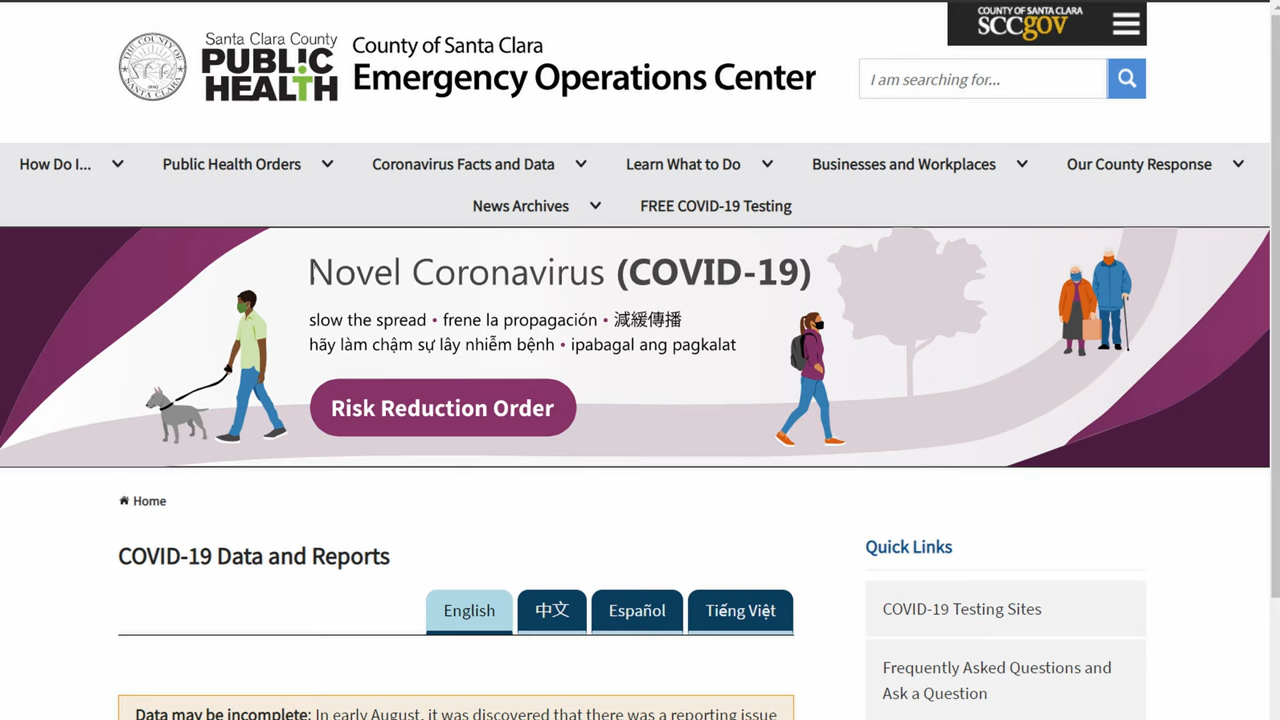 COUNTY OF SANTA CLARA
SCCgov
Santa Clara County
PUBLIC
HEALTH
County of Santa Clara
Emergency Operations Center
I am searching for...
How Do I... Public Health Orders Coronavirus Facts and Data Learn What to Do Businesses and Workplaces Our County Response
News Archives FREE COVID-19 Testing
Novel Coronavirus (COVID-19)
slow the spread • frene la propagación • 減緩傳播
hãy làm chậm sự lây nhiễm bệnh • ipabagal ang pagkalat
Risk Reduction Order
Home
COVID-19 Data and Reports
Quick Links
English 中文 Español Tiếng Việt
COVID-19 Testing Sites
Frequently Asked Questions and
Ask a Question
Data may be incomplete: In early August, it was discovered that there was a reporting issue